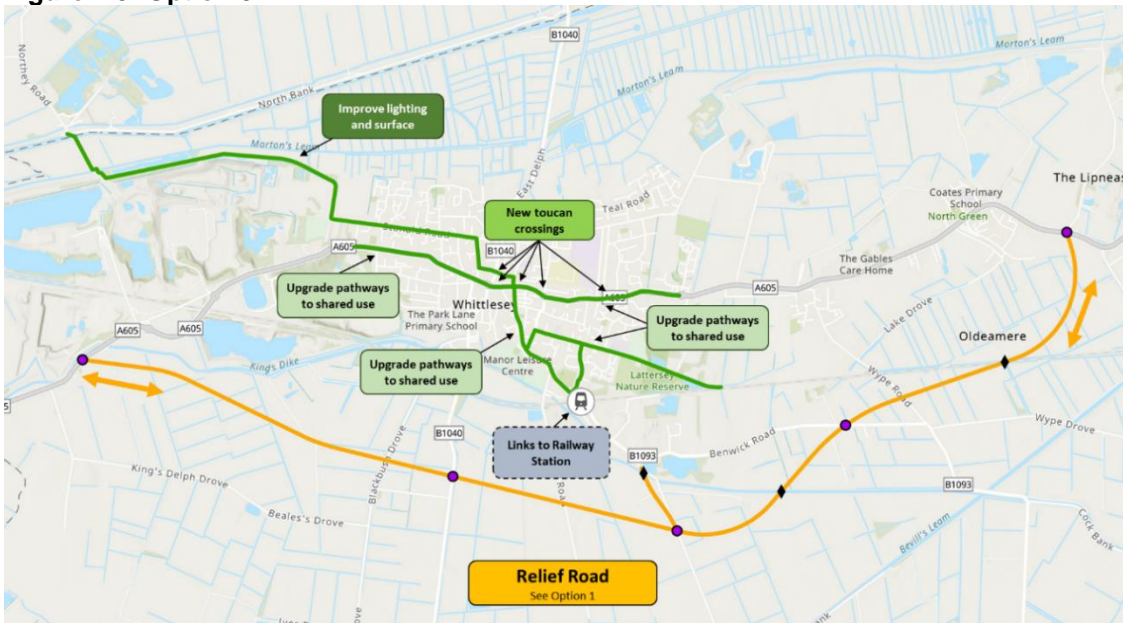 Northey Road
North Bank
B1040
Morton's Leam
Morton's Leam
Morton's Leam
Improve lighting
and surface
East Delph
Teal Road
The Lipneas
Coates Primary
School
North Green
New toucan
crossings
B1040
A605
A605
A605
The Gables
Care Home
Upgrade pathways
to shared use
Whittlesey
The Park Lane
Primary School
Upgrade pathways
to shared use
Lake Drove
Oldeamere
A605
A605
King's Dike
Upgrade pathways
to shared use
Manor Leisure
Centre
Lattersey
Nature Reserve
Wype Road
Wype Drove
Links to Railway
Station
Benwick Road
B1040
B1093
B1093
Blackbush Drove
King's Delph Drove
Beales's Drove
Road
Bevill's Leam
Cock Bank
Relief Road
See Option 1